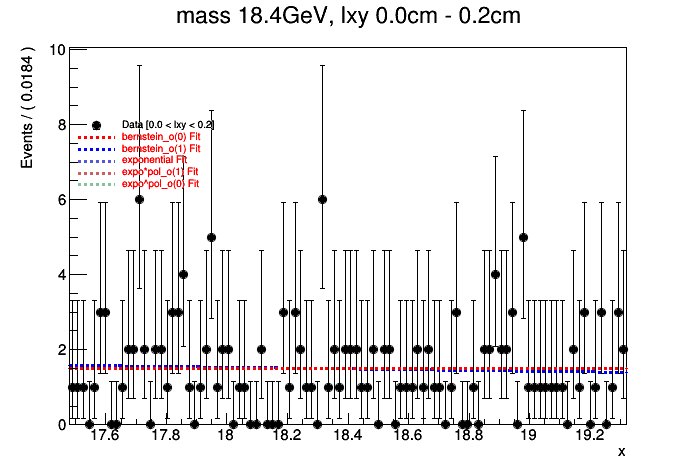 mass 18.4GeV, lxy 0.0cm - 0.2cm
Events / ( 0.0184 )
10
8
6
4
2
0
Data [0.0 < lxy < 0.2]
bernstein_o(0) Fit
bernstein_o(1) Fit
exponential Fit
expo*pol_o(1) Fit
expo^pol_o(0) Fit
17.6 17.8 18 18.2 18.4 18.6 18.8 19 19.2
x